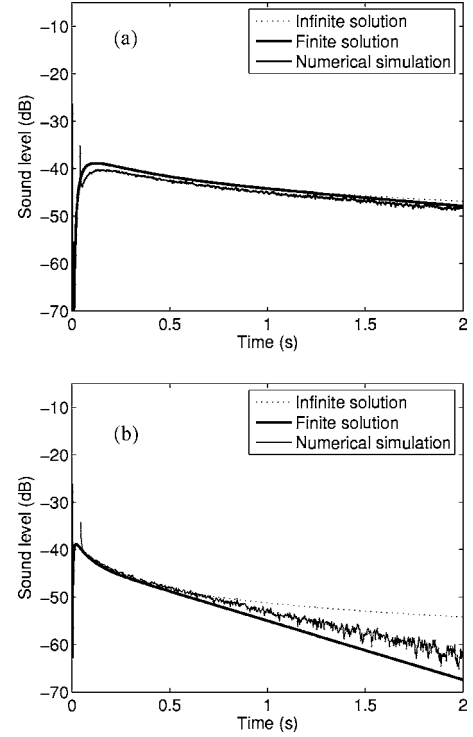 (a)
Infinite solution
Finite solution
Numerical simulation
Sound level (dB)
−10
−20
−30
−40
−50
−60
−70
0
0.5
1
1.5
2
Time (s)
(b)
Infinite solution
Finite solution
Numerical simulation
Sound level (dB)
−10
−20
−30
−40
−50
−60
−70
0
0.5
1
1.5
2
Time (s)